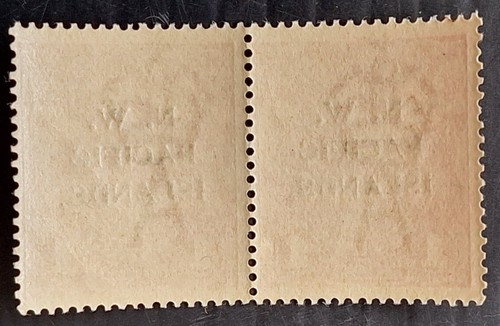 N.W.
PACIFIC
ISLANDS.
N.W.
PACIFIC
ISLANDS.